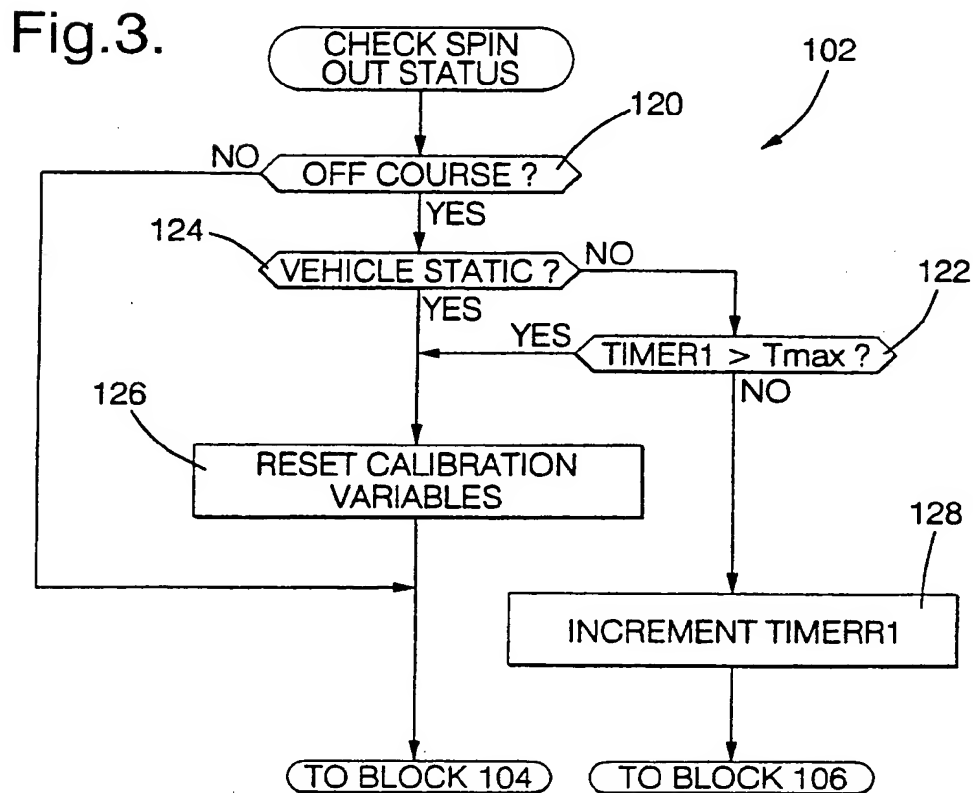 Fig.3.
CHECK SPIN
OUT STATUS
102
120
NO
OFF COURSE ?
YES
124
VEHICLE STATIC ?
NO
122
YES
YES
TIMER1 > Tmax ?
NO
126
RESET CALIBRATION
VARIABLES
128
INCREMENT TIMERR1
TO BLOCK 104
TO BLOCK 106